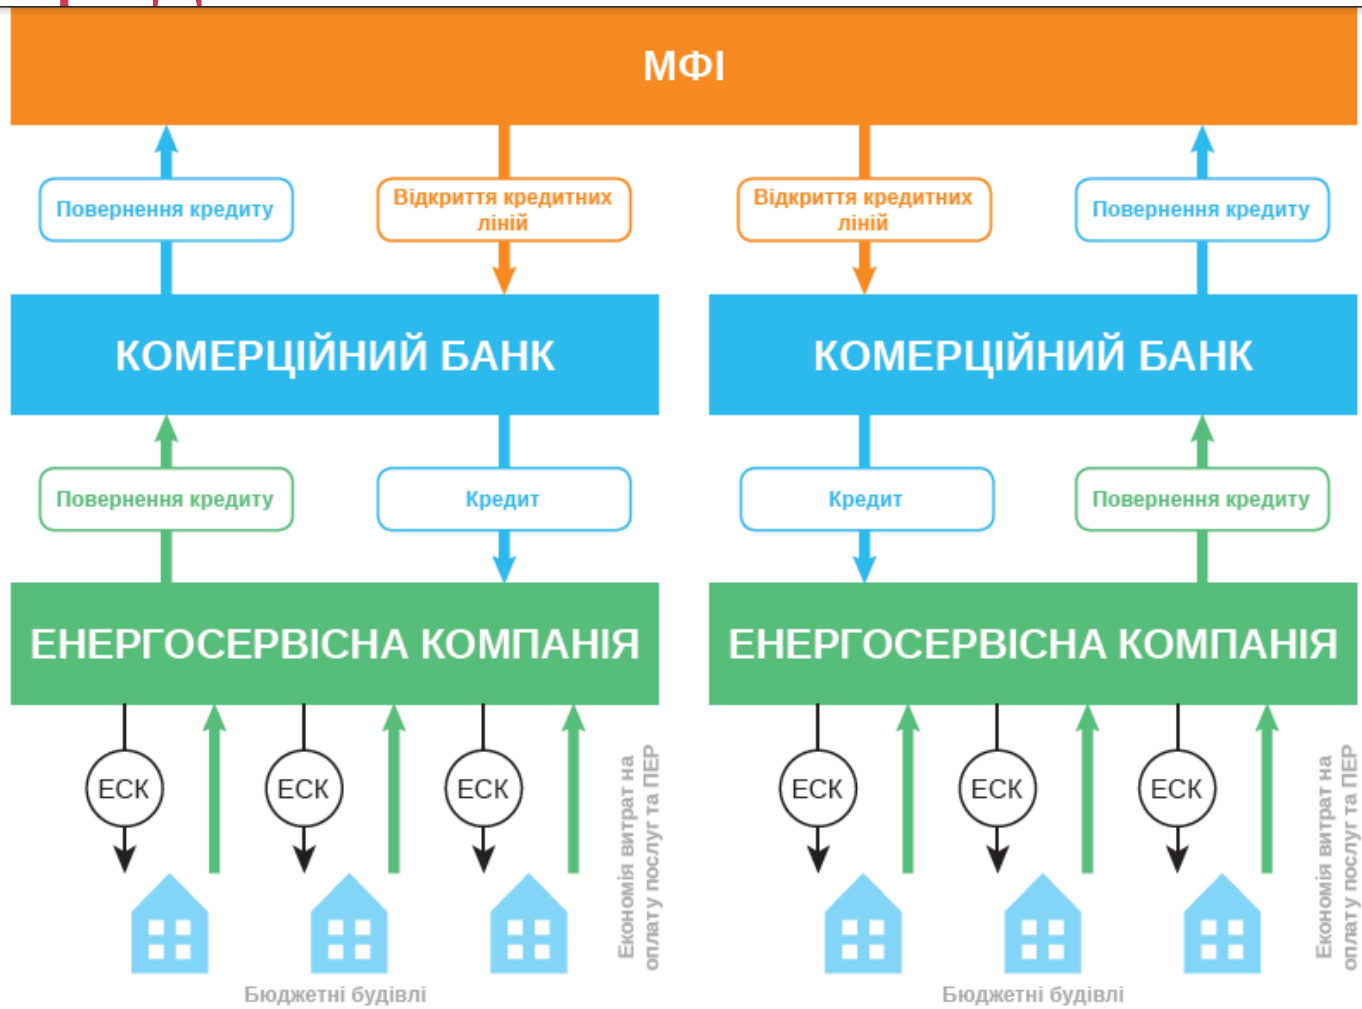 МФІ
Повернення кредиту
Відкриття кредитних
ліній
Відкриття кредитних
ліній
Повернення кредиту
КОМЕРЦІЙНИЙ БАНК
КОМЕРЦІЙНИЙ БАНК
Повернення кредиту
Кредит
Кредит
Повернення кредиту
ЕНЕРГОСЕРВІСНА КОМПАНІЯ
ЕНЕРГОСЕРВІСНА КОМПАНІЯ
ЕСК
ЕСК
ЕСК
Економія витрат на
оплату послуг та ПЕР
ЕСК
ЕСК
ЕСК
Економія витрат на
оплату послуг та ПЕР
Бюджетні будівлі
Бюджетні будівлі